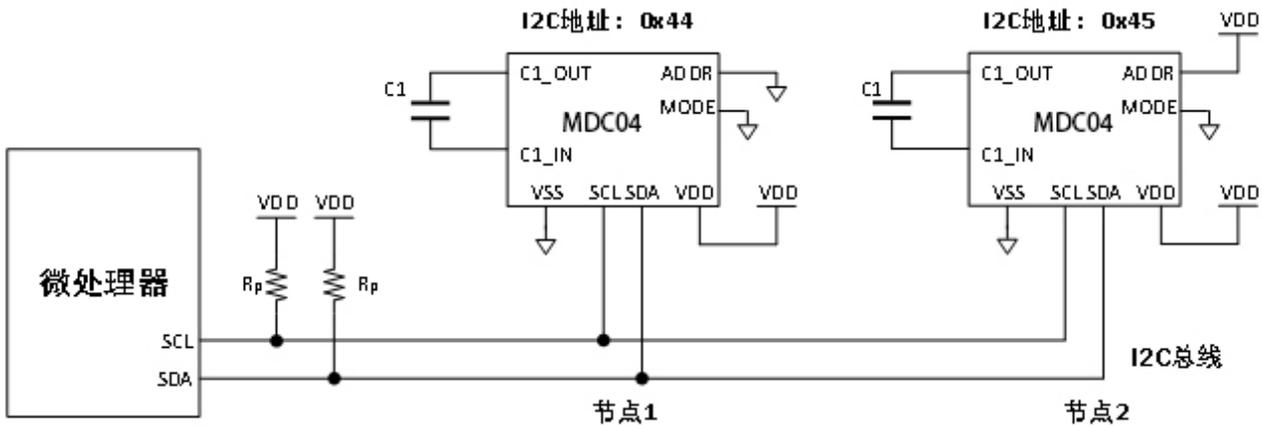 I2C地址：0x44
I2C地址：0x45
VDD
C1_OUT ADDR
C1_OUT ADDR
C1
MODE
C1
MODE
MDC04
MDC04
C1_IN
C1_IN
VSS SCL SDA VDD VDD
VSS SCL SDA VDD VDD
VDD VDD
微处理器
Rp Rp
SCL
SDA
I2C总线
节点1
节点2